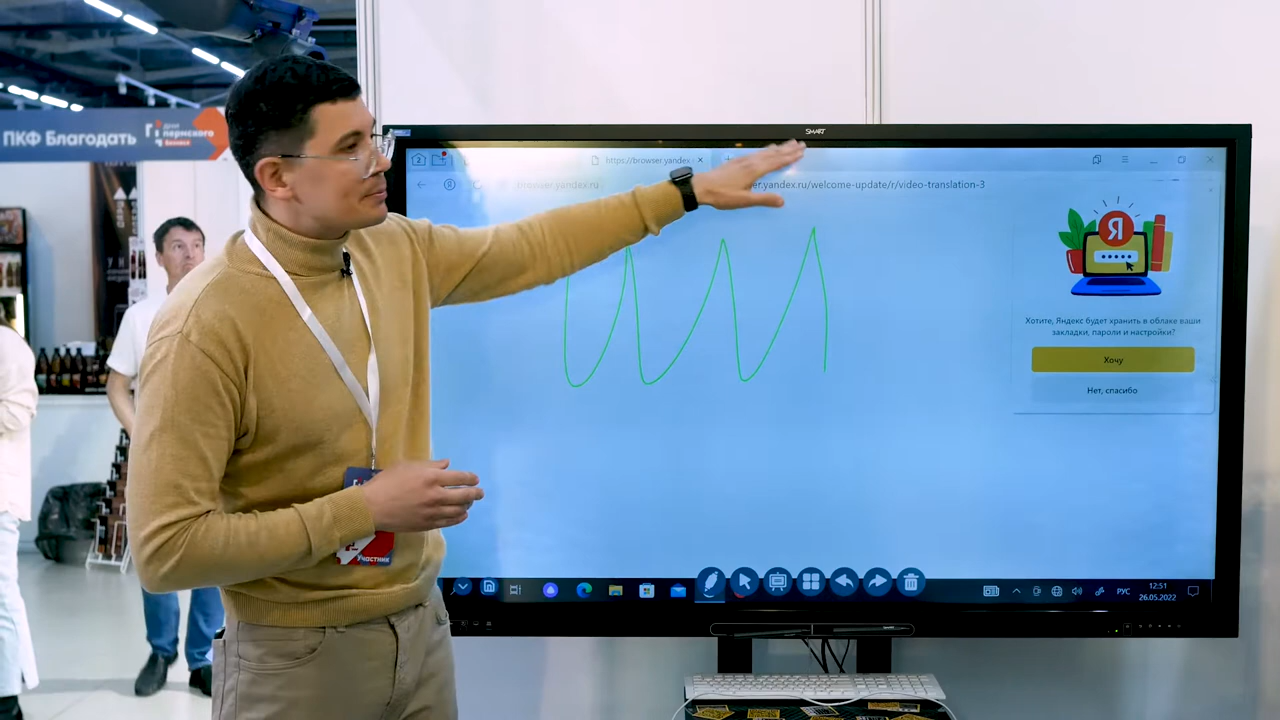 ПКФ Благодать
дни
пермского
бизнеса
SMART
https://browser.yandex
browser.yandex.ru
er.yandex.ru/welcome-update/r/video-translation-3
Я
Хотите, Яндекс будет хранить в облаке ваши
закладки, пароли и настройки?
Хочу
Нет, спасибо
РУС
12:51
26.05.2022
Участник